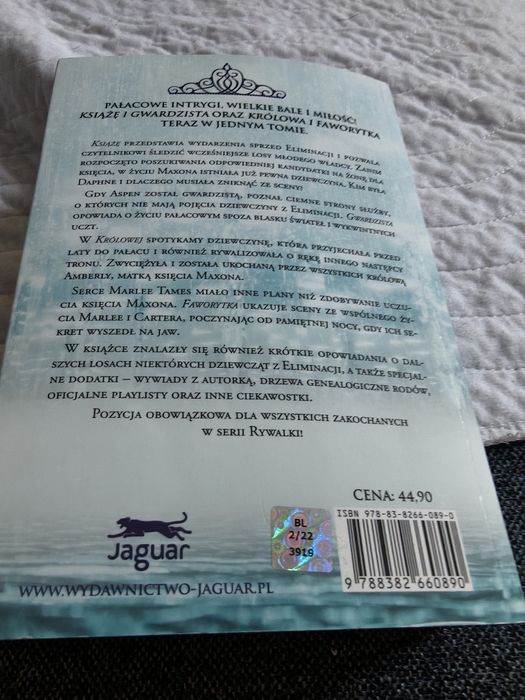 PAŁACOWE INTRYGI, WIELKIE BALE I MIŁOŚĆ!
KSIĄŻĘ I GWARDZISTA ORAZ KRÓLOWA I FAWORYTKA
TERAZ W JEDNYM TOMIE.
KSIĄŻĘ PRZEDSTAWIA WYDARZENIA SPRZED ELIMINACJI I POZWALA
CZYTELNIKOWI ŚLEDZIĆ WCZEŚNIEJSZE LOSY MŁODEGO WŁADCY. ZANIM
ROZPOCZĘTO POSZUKIWANIA ODPOWIEDNIEJ KANDYDATKI NA ŻONĘ DLA
KSIĘCIA, W ŻYCIU MAXONA ISTNIAŁA JUŻ PEWNA DZIEWCZYNA. KIM BYŁA
DAPHNE I DLACZEGO MUSIAŁA ZNIKNĄĆ ZE SCENY?
GDY ASPEN ZOSTAŁ GWARDZISTĄ, POZNAŁ CIEMNE STRONY SŁUŻBY,
O KTÓRYCH NIE MAJĄ POJĘCIA DZIEWCZYNY Z ELIMINACJI. GWARDZISTA
OPOWIADA O ŻYCIU PAŁACOWYM SPOZA BLASKU ŚWIATEŁ I WYKWINTNYCH
UCZT.
W KRÓLOWEJ SPOTYKAMY DZIEWCZYNĘ, KTÓRA PRZYJECHAŁA PRZED
LATY DO PAŁACU I RÓWNIEŻ RYWALIZOWAŁA O RĘKĘ INNEGO NASTĘPCY
TRONU. ZWYCIĘŻYŁA I ZOSTAŁA UKOCHANĄ PRZEZ WSZYSTKICH KRÓLOWĄ
AMBERLY, MATKĄ KSIĘCIA MAXONA.
SERCE MARLEE TAMES MIAŁO INNE PLANY NIŻ ZDOBYWANIE UCZU-
CIA KSIĘCIA MAXONA. FAWORYTKA UKAZUJE SCENY ZE WSPÓLNEGO ŻY-
CIA MARLEE I CARTERA, POCZYNAJĄC OD PAMIĘTNEJ NOCY, GDY ICH SE-
KRET WYSZEDŁ NA JAW.
W KSIĄŻCE ZNALAZŁY SIĘ RÓWNIEŻ KRÓTKIE OPOWIADANIA O DAL-
SZYCH LOSACH NIEKTÓRYCH DZIEWCZĄT Z ELIMINACJI, A TAKŻE SPECJAL-
NE DODATKI – WYWIADY Z AUTORKĄ, DRZEWA GENEALOGICZNE RODÓW,
OFICJALNE PLAYLISTY ORAZ INNE CIEKAWOSTKI.
POZYCJA OBOWIĄZKOWA DLA WSZYSTKICH ZAKOCHANYCH
W SERII RYWALKI!
CENA: 44,90
ISBN 978-83-8266-089-0
BL
2/22
3919
Jaguar
9 788382 660890
WWW.WYDAWNICTWO-JAGUAR.PL